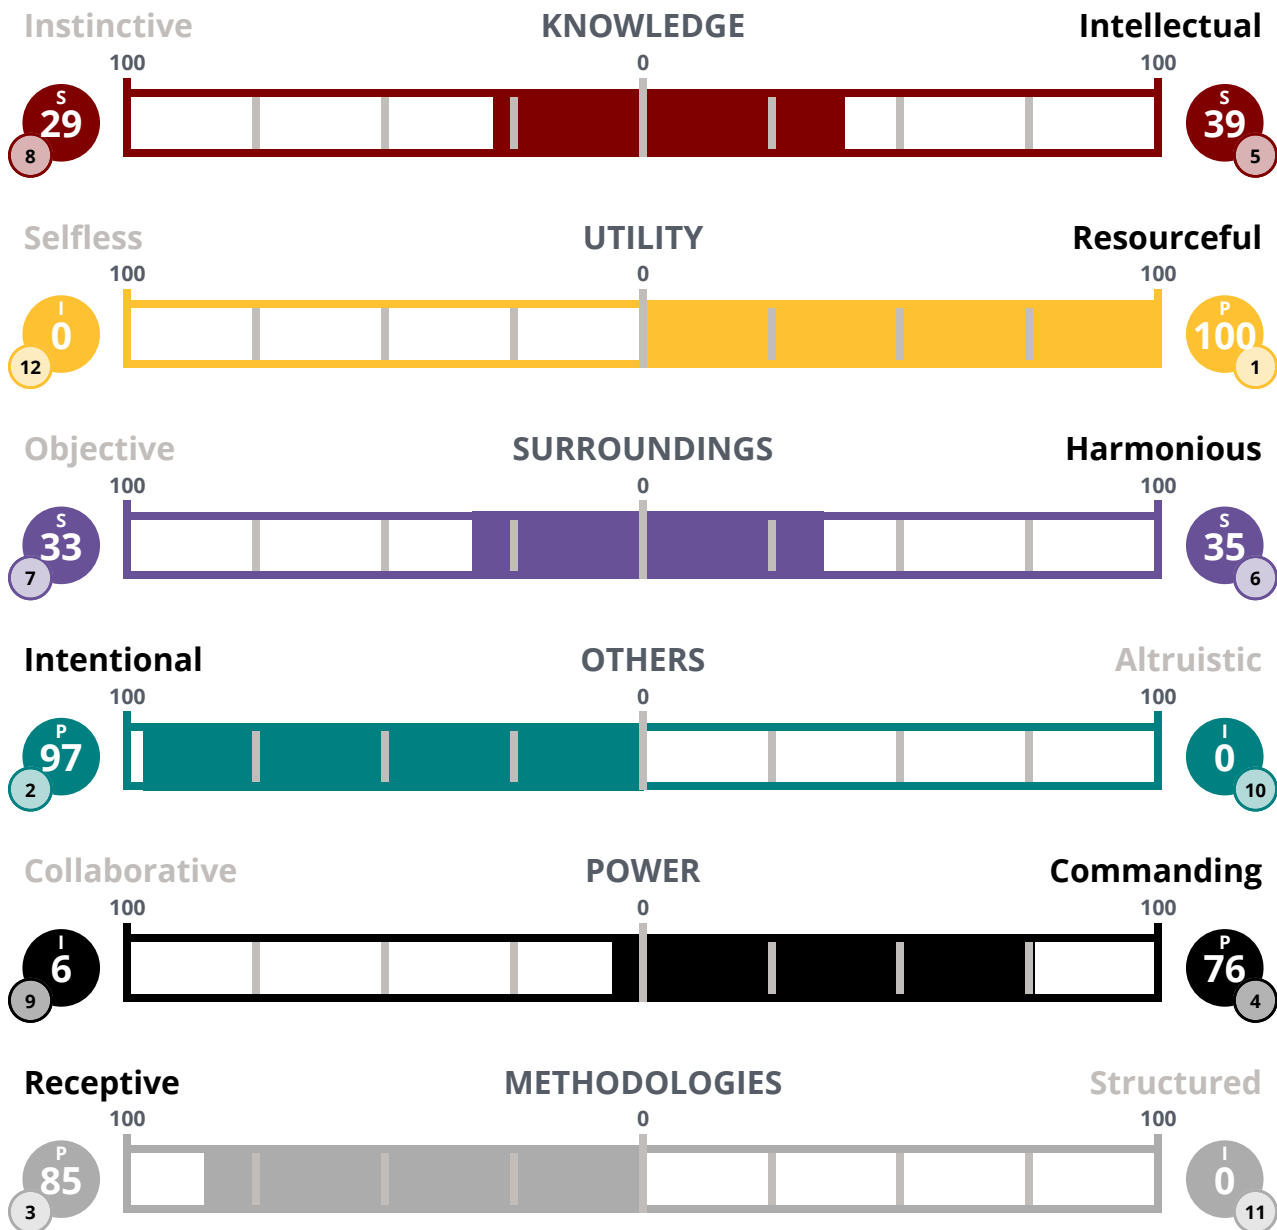 Instinctive KNOWLEDGE Intellectual
100 0 100
S S
29 39
8 5
Selfless UTILITY Resourceful
100 0 100
I P
0 100
12 1
Objective SURROUNDINGS Harmonious
100 0 100
S S
33 35
7 6
Intentional OTHERS Altruistic
100 0 100
P I
97 0
2 10
Collaborative POWER Commanding
100 0 100
I P
6 76
9 4
Receptive METHODOLOGIES Structured
100 0 100
P I
85 0
3 11